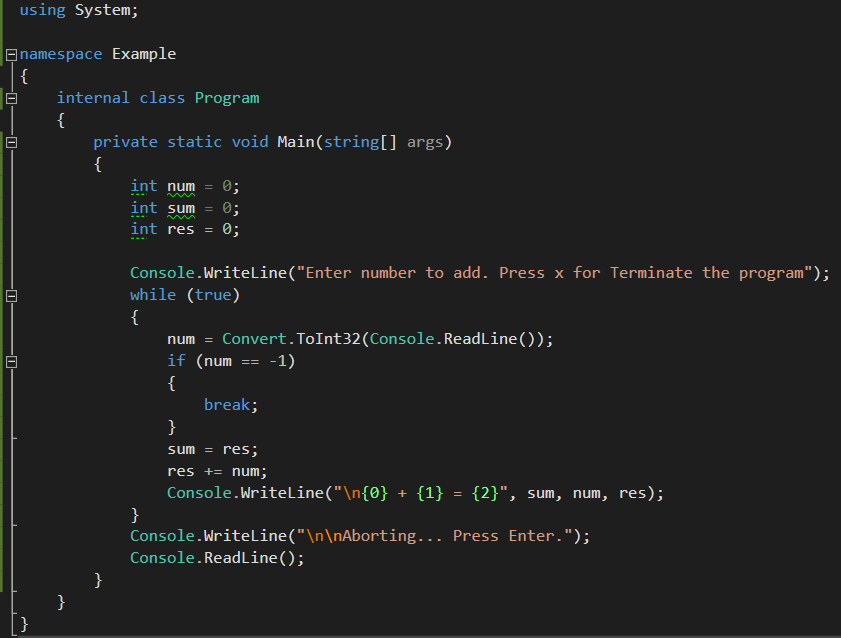 using System;

namespace Example
{
    internal class Program
    {
        private static void Main(string[] args)
        {
            int num = 0;
            int sum = 0;
            int res = 0;

            Console.WriteLine("Enter number to add. Press x for Terminate the program");
            while (true)
            {
                num = Convert.ToInt32(Console.ReadLine());
                if (num == -1)
                {
                    break;
                }
                sum = res;
                res += num;
                Console.WriteLine("\n{0} + {1} = {2}", sum, num, res);
            }
            Console.WriteLine("\n\nAborting... Press Enter.");
            Console.ReadLine();
        }
    }
}